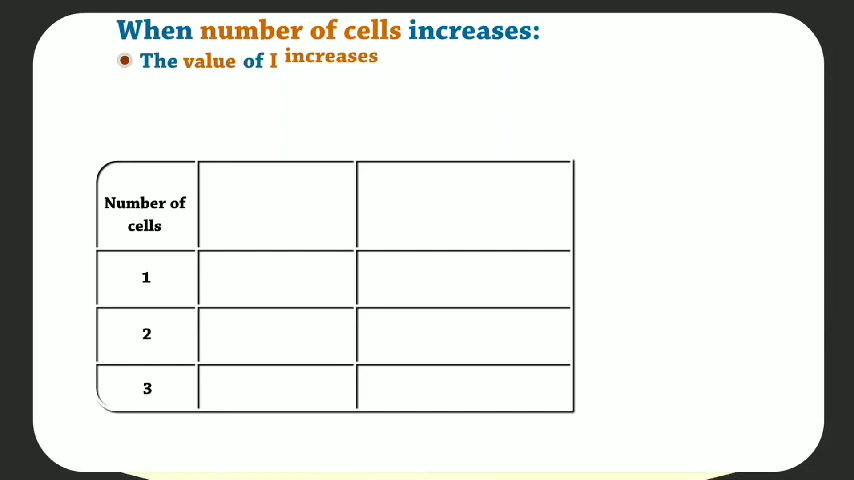 When number of cells increases:
The value of I increases
Number of
cells
1
2
3